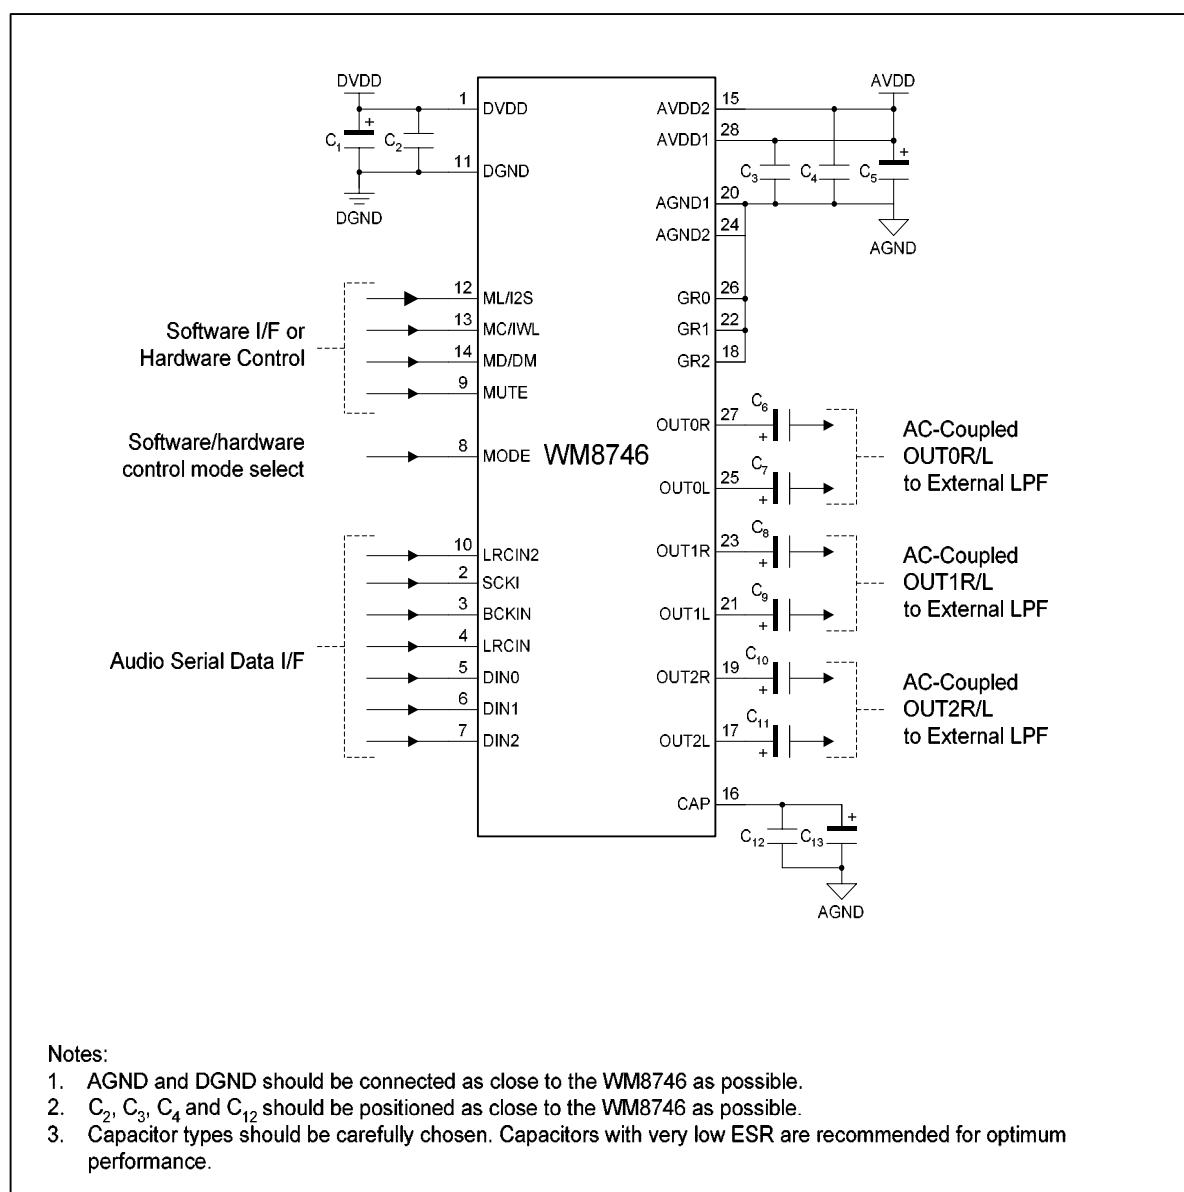 DVDD
AVDD
1
DVDD
AVDD2
15
+
C1
C2
AVDD1
28
+
C3
C4
C5
11
DGND
AGND1
20
DGND
AGND2
24
AGND
12
ML/I2S
GR0
26
Software I/F or
Hardware Control
13
MC/IWL
GR1
22
14
MD/DM
GR2
18
9
MUTE
OUT0R
27
C6
+
AC-Coupled
OUT0R/L
to External LPF
Software/hardware
control mode select
8
MODE
WM8746
OUT0L
25
C7
+
10
LRCIN2
OUT1R
23
C8
+
AC-Coupled
OUT1R/L
to External LPF
2
SCKI
3
BCKIN
OUT1L
21
C9
+
4
LRCIN
Audio Serial Data I/F
5
DIN0
OUT2R
19
C10
+
AC-Coupled
OUT2R/L
to External LPF
6
DIN1
7
DIN2
OUT2L
17
C11
+
CAP
16
+
C12
C13
AGND
Notes:
1. AGND and DGND should be connected as close to the WM8746 as possible.
2. C2, C3, C4 and C12 should be positioned as close to the WM8746 as possible.
3. Capacitor types should be carefully chosen. Capacitors with very low ESR are recommended for optimum
performance.